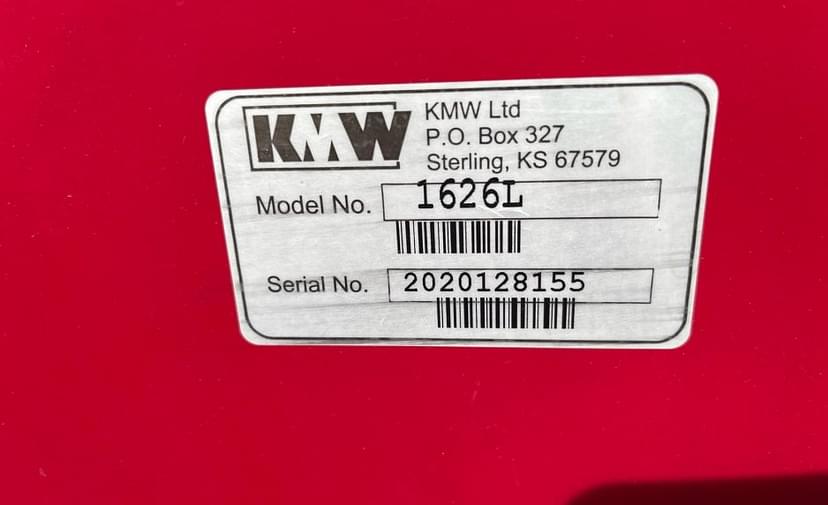 KMW
KMW Ltd
P.O. Box 327
Sterling, KS 67579
Model No. 1626L
Serial No. 2020128155